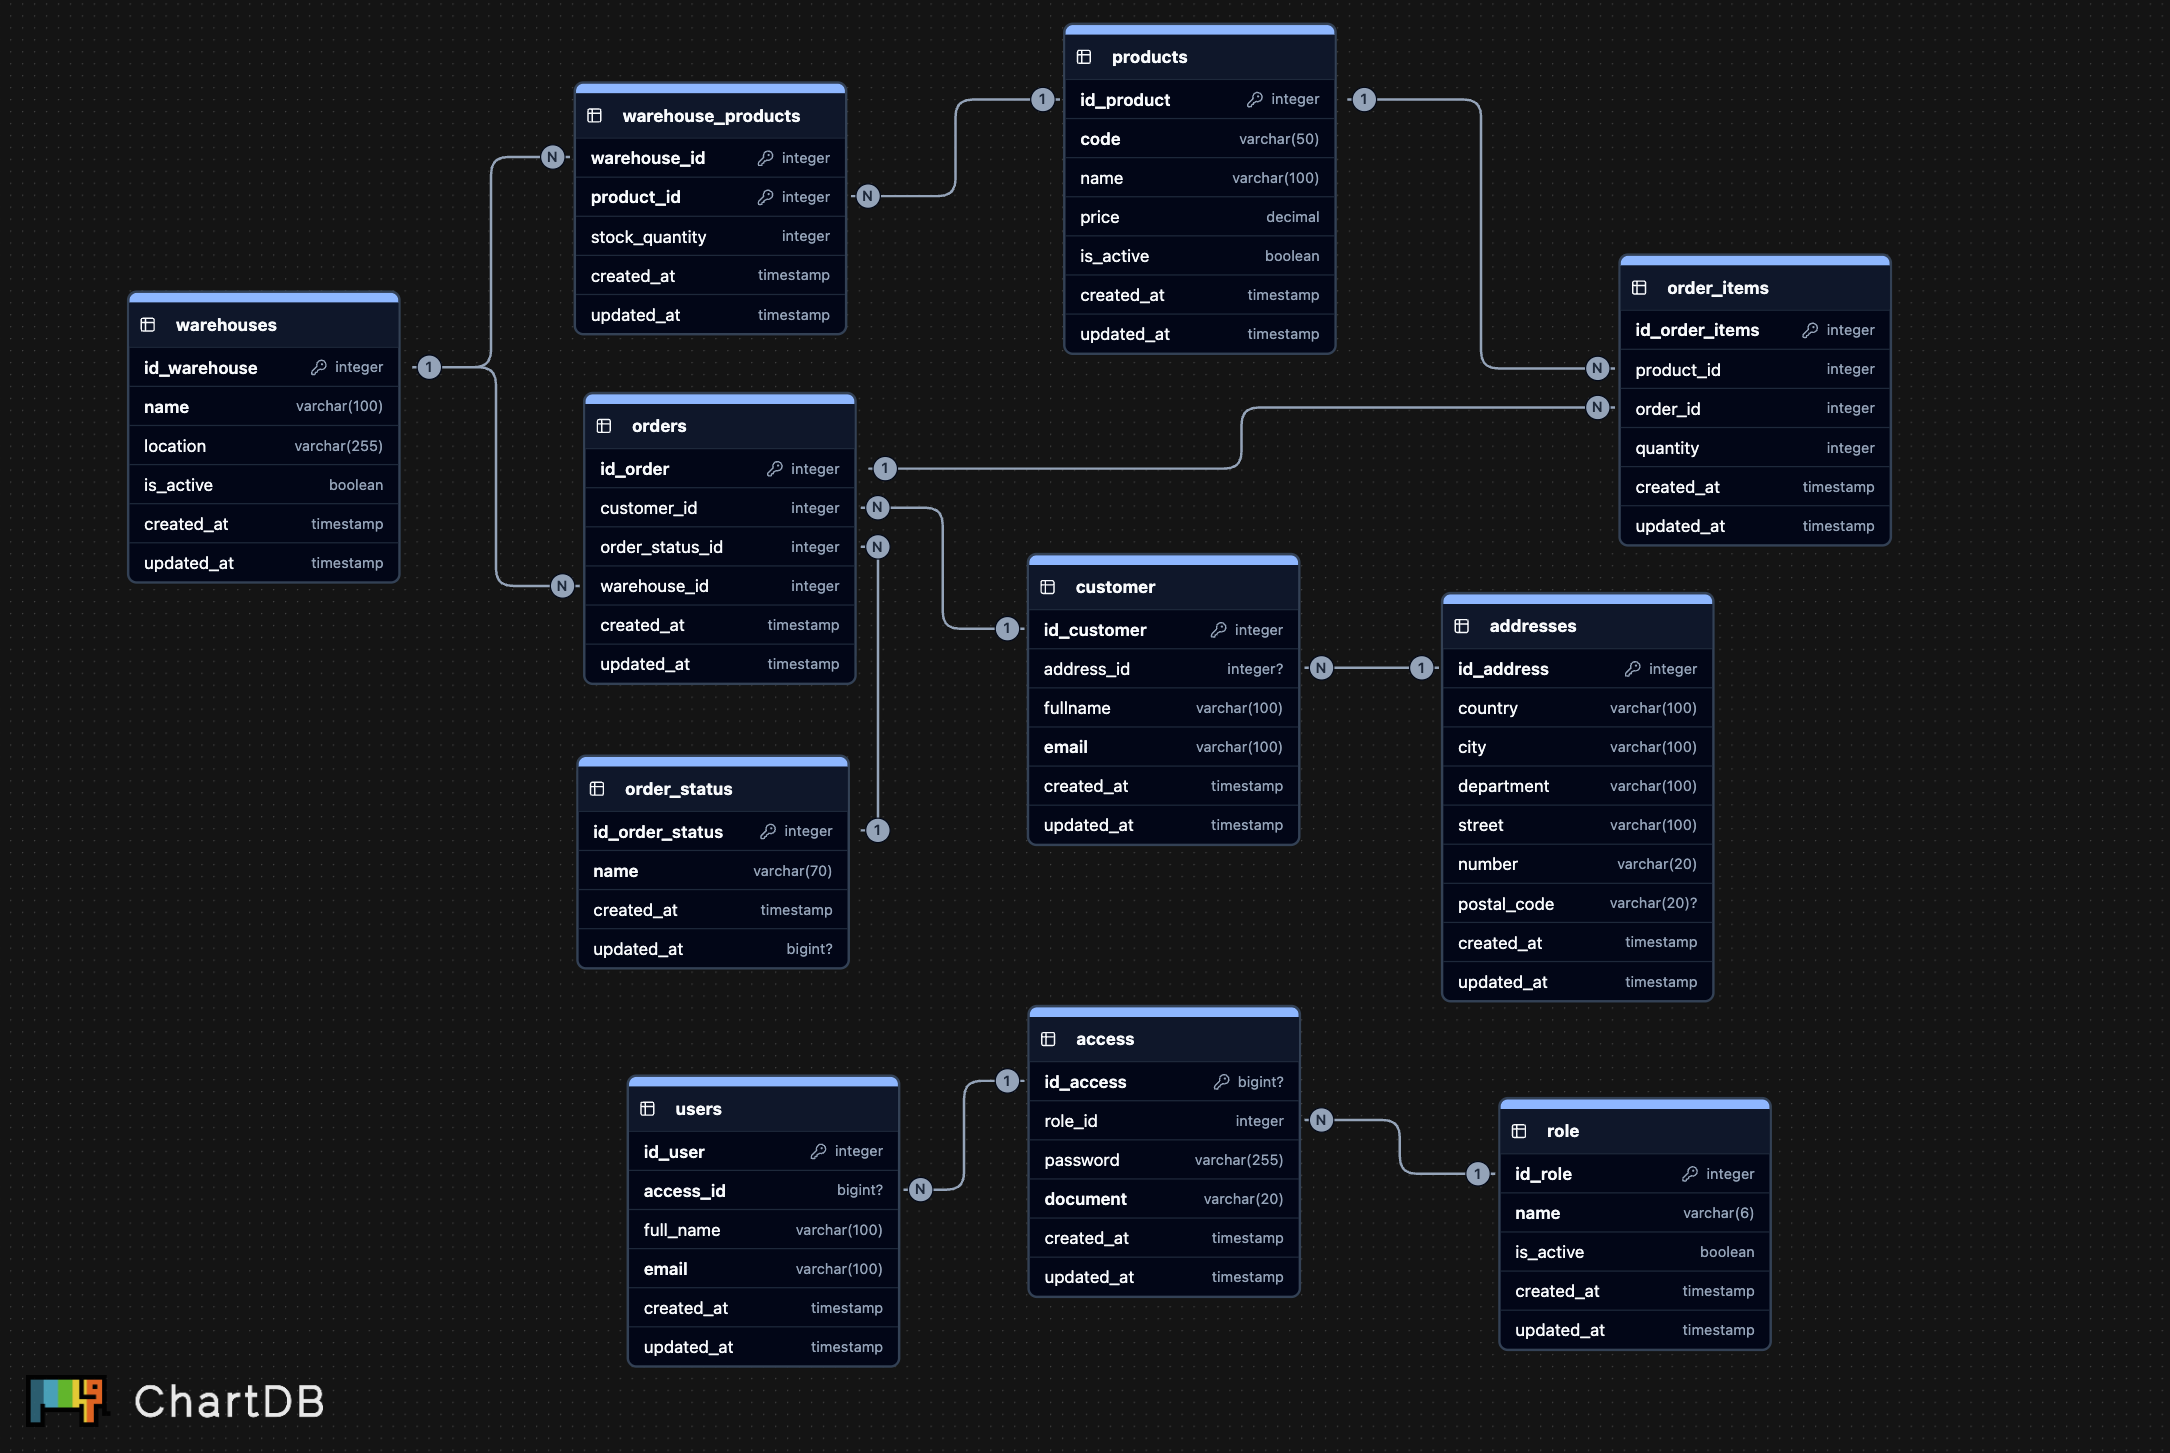 products
id_product integer
code varchar(50)
name varchar(100)
price decimal
is_active boolean
created_at timestamp
updated_at timestamp
warehouse_products
warehouse_id integer
product_id integer
stock_quantity integer
created_at timestamp
updated_at timestamp
order_items
id_order_items integer
product_id integer
order_id integer
quantity integer
created_at timestamp
updated_at timestamp
warehouses
id_warehouse integer
name varchar(100)
location varchar(255)
is_active boolean
created_at timestamp
updated_at timestamp
orders
id_order integer
customer_id integer
order_status_id integer
warehouse_id integer
created_at timestamp
updated_at timestamp
customer
id_customer integer
address_id integer?
fullname varchar(100)
email varchar(100)
created_at timestamp
updated_at timestamp
addresses
id_address integer
country varchar(100)
city varchar(100)
department varchar(100)
street varchar(100)
number varchar(20)
postal_code varchar(20)?
created_at timestamp
updated_at timestamp
order_status
id_order_status integer
name varchar(70)
created_at timestamp
updated_at bigint?
access
id_access bigint?
role_id integer
password varchar(255)
document varchar(20)
created_at timestamp
updated_at timestamp
users
id_user integer
access_id bigint?
full_name varchar(100)
email varchar(100)
created_at timestamp
updated_at timestamp
role
id_role integer
name varchar(6)
is_active boolean
created_at timestamp
updated_at timestamp
1
1
N
N
1
N
N
1
N
N
N
1
N
1
1
1
N
1
N
N
1
ChartDB